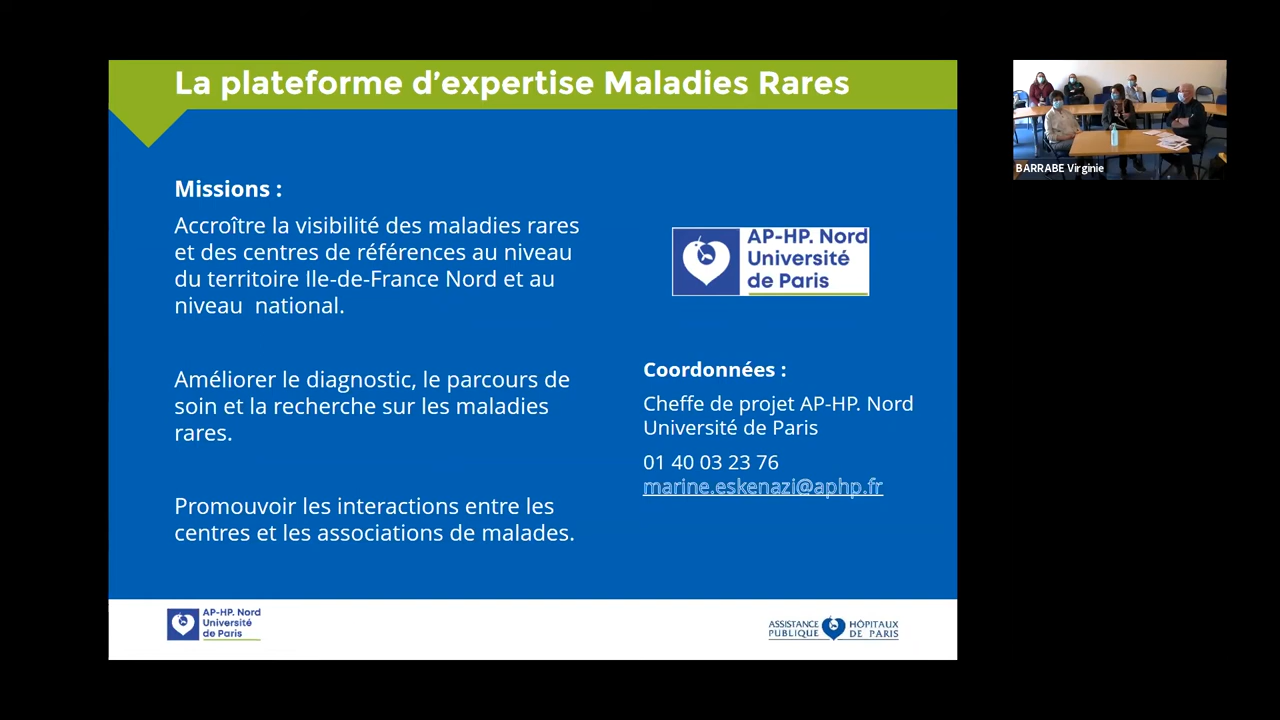 La plateforme d'expertise Maladies Rares
Missions :
Accroître la visibilité des maladies rares
et des centres de références au niveau
du territoire Ile-de-France Nord et au
niveau  national.
Améliorer le diagnostic, le parcours de
soin et la recherche sur les maladies
rares.
Promouvoir les interactions entre les
centres et les associations de malades.
AP-HP. Nord
Université
de Paris
Coordonnées :
Cheffe de projet AP-HP. Nord
Université de Paris
01 40 03 23 76
marine.eskenazi@aphp.fr
AP-HP. Nord
Université
de Paris
ASSISTANCE HÔPITAUX
PUBLIQUE DE PARIS
BARRABE Virginie